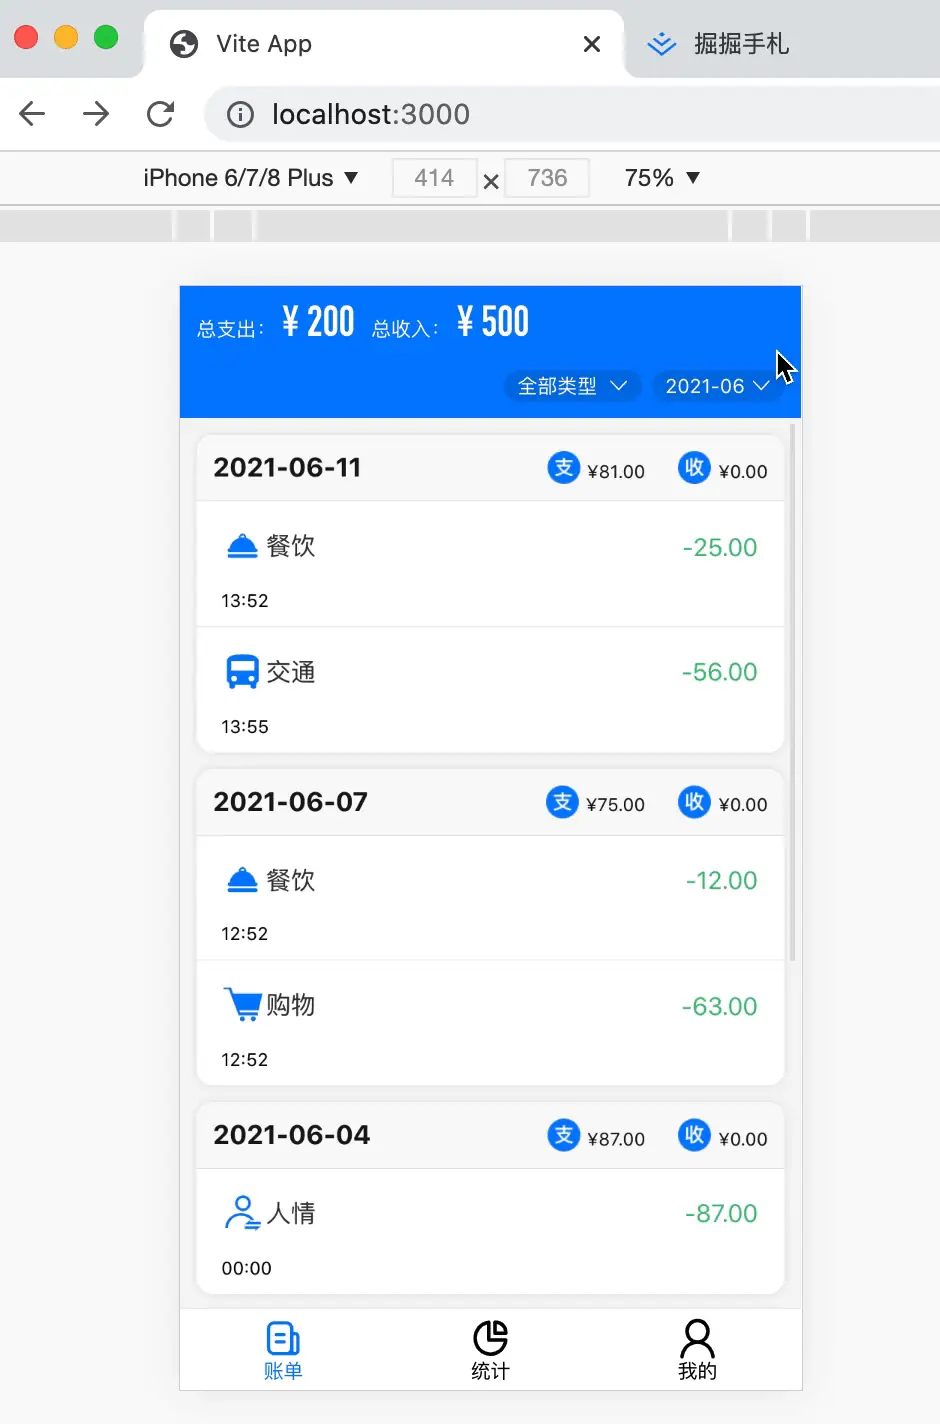 Vite App
掘掘手札
localhost:3000
iPhone 6/7/8 Plus ▼ 414 × 736 75% ▼
总支出： ¥ 200 总收入： ¥ 500
全部类型 2021-06
2021-06-11 支 ¥81.00 收 ¥0.00
餐饮 -25.00
13:52
交通 -56.00
13:55
2021-06-07 支 ¥75.00 收 ¥0.00
餐饮 -12.00
12:52
购物 -63.00
12:52
2021-06-04 支 ¥87.00 收 ¥0.00
人情 -87.00
00:00
账单 统计 我的